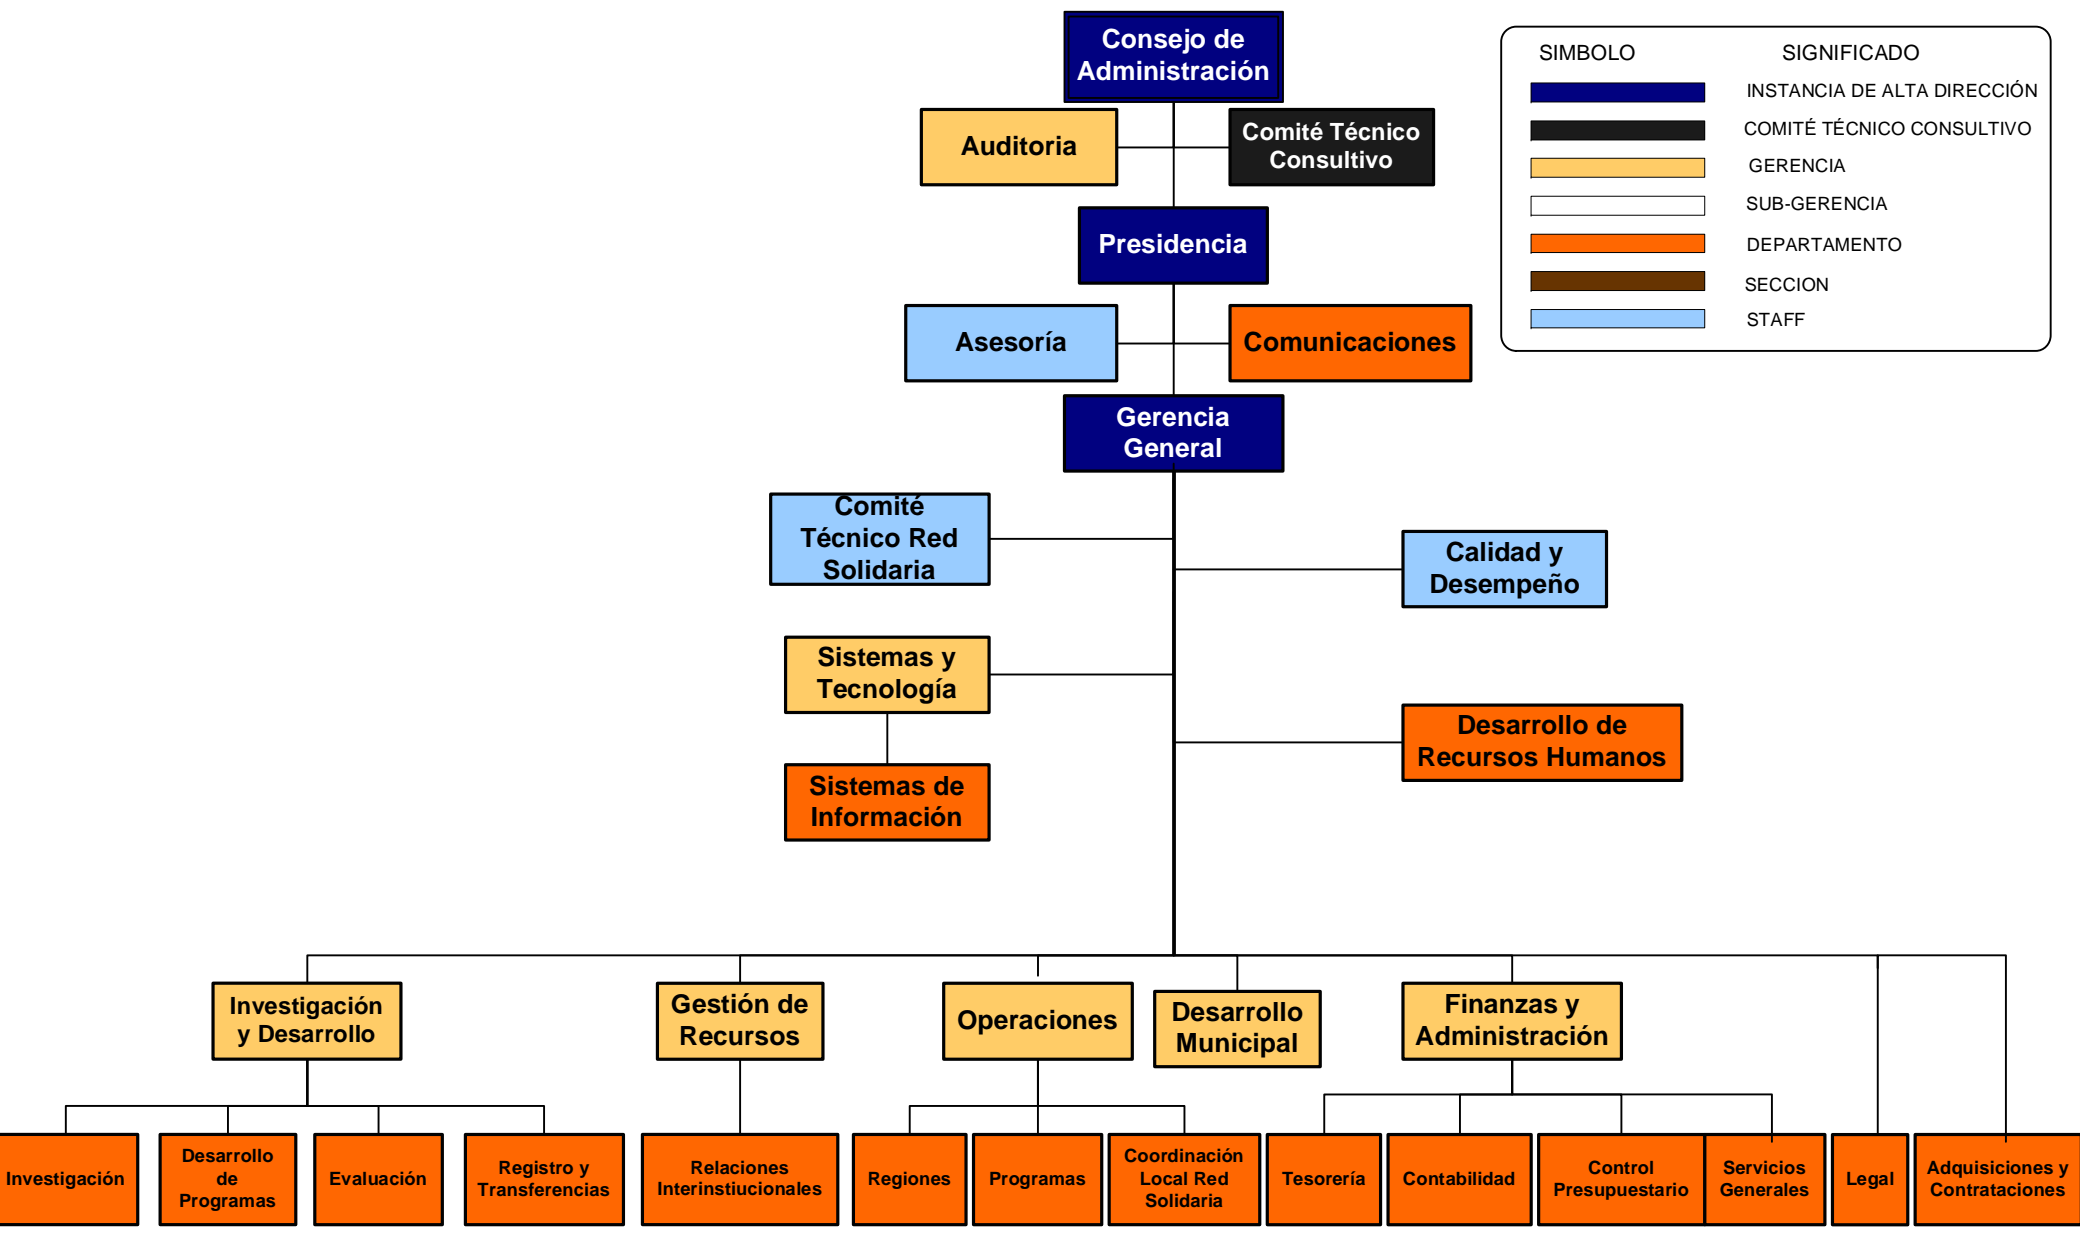 Consejo de
Administración
SIMBOLO
SIGNIFICADO
INSTANCIA DE ALTA DIRECCIÓN
COMITÉ TÉCNICO CONSULTIVO
GERENCIA
SUB-GERENCIA
DEPARTAMENTO
SECCION
STAFF
Auditoria
Comité Técnico
Consultivo
Presidencia
Asesoría
Comunicaciones
Gerencia
General
Comité
Técnico Red
Solidaria
Calidad y
Desempeño
Sistemas y
Tecnología
Desarrollo de
Recursos Humanos
Sistemas de
Información
Investigación
y Desarrollo
Gestión de
Recursos
Operaciones
Desarrollo
Municipal
Finanzas y
Administración
Investigación
Desarrollo
de
Programas
Evaluación
Registro y
Transferencias
Relaciones
Interinstiucionales
Regiones
Programas
Coordinación
Local Red
Solidaria
Tesorería
Contabilidad
Control
Presupuestario
Servicios
Generales
Legal
Adquisiciones y
Contrataciones